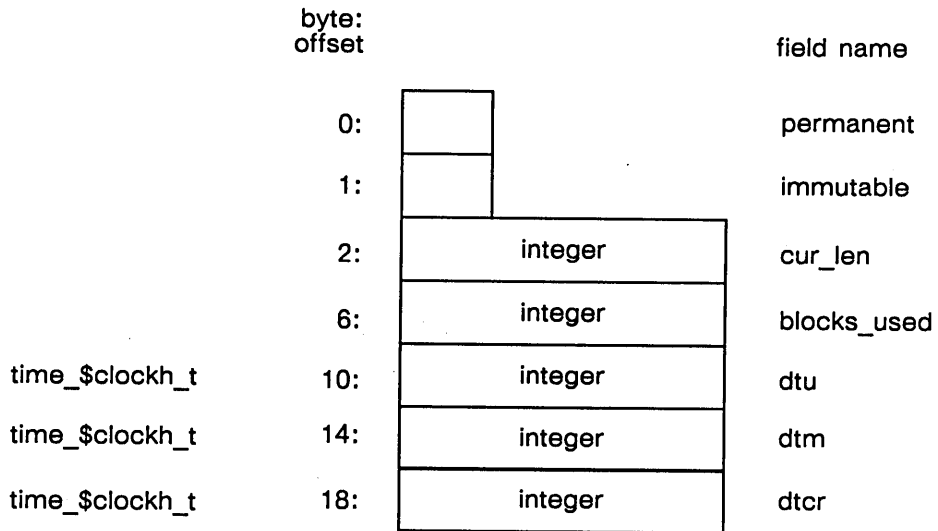 byte:
offset field name
0: permanent
1: immutable
2: integer cur_len
6: integer blocks_used
time_$clockh_t 10: integer dtu
time_$clockh_t 14: integer dtm
time_$clockh_t 18: integer dtcr